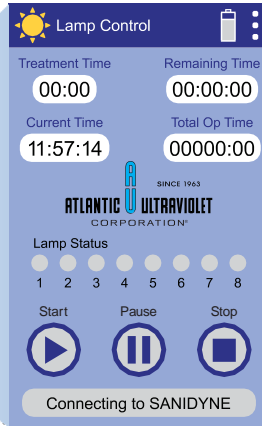 Lamp Control
Treatment Time Remaining Time
00:00 00:00:00
Current Time Total Op Time
11:57:14 00000:00
AU
SINCE 1963
ATLANTIC ULTRAVIOLET
CORPORATION®
Lamp Status
1 2 3 4 5 6 7 8
Start Pause Stop
Connecting to SANIDYNE